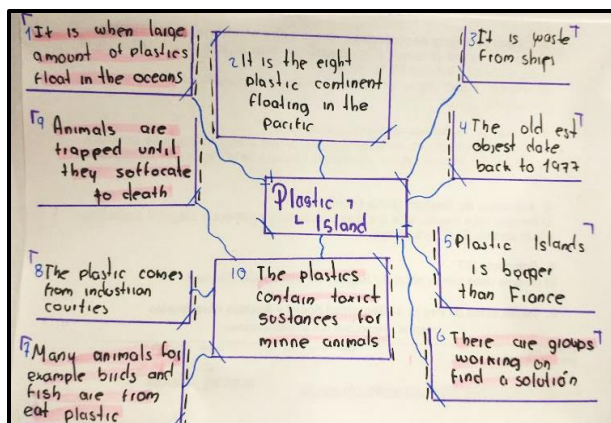 1 It is when large
amount of plastics
float in the oceans
2 It is the eight
plastic continent
floating in the
pacific
3 It is waste
from ships
4 The old est
objest date
back to 1977
Plastic
Island
5 Plastic Islands
is bogger
than France
6 There are groups
working on
find a solution
7 Many animals for
example birds and
fish are from
eat plastic
8 The plastic comes
from industrion
counties
9 Animals are
trapped until
they soffocate
to death
10 The plastics
contain toxict
sustances for
minne animals